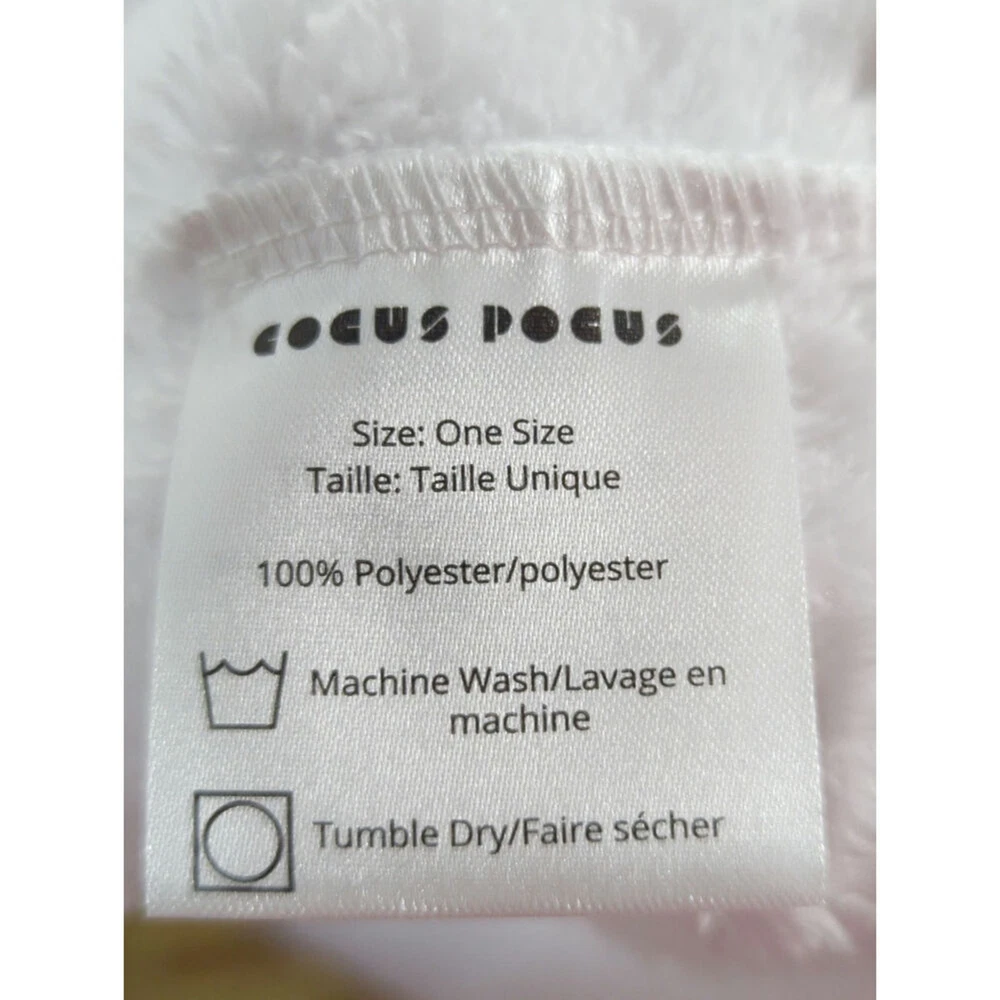 COCUS POCUS
Size: One Size
Taille: Taille Unique
100% Polyester/polyester
Machine Wash/Lavage en
machine
Tumble Dry/Faire sécher